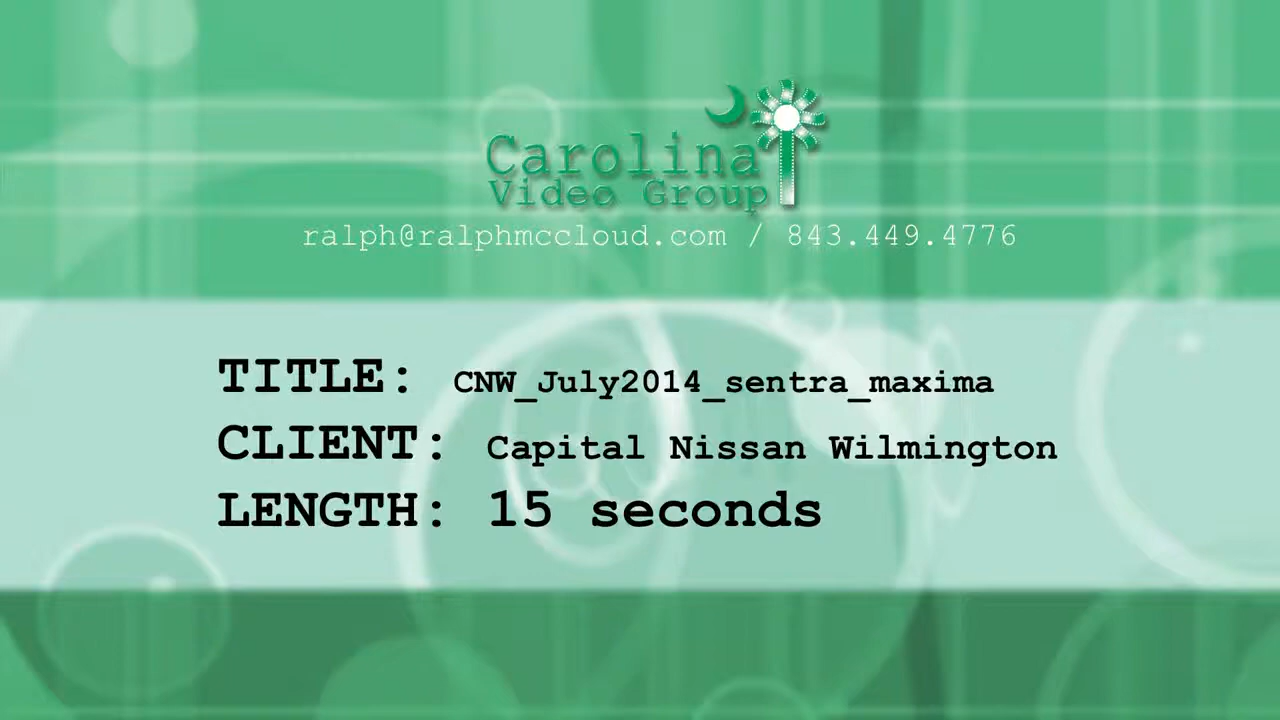 Carolina
Video Group
ralph@ralphmccloud.com / 843.449.4776
TITLE: CNW_July2014_sentra_maxima
CLIENT: Capital Nissan Wilmington
LENGTH: 15 seconds